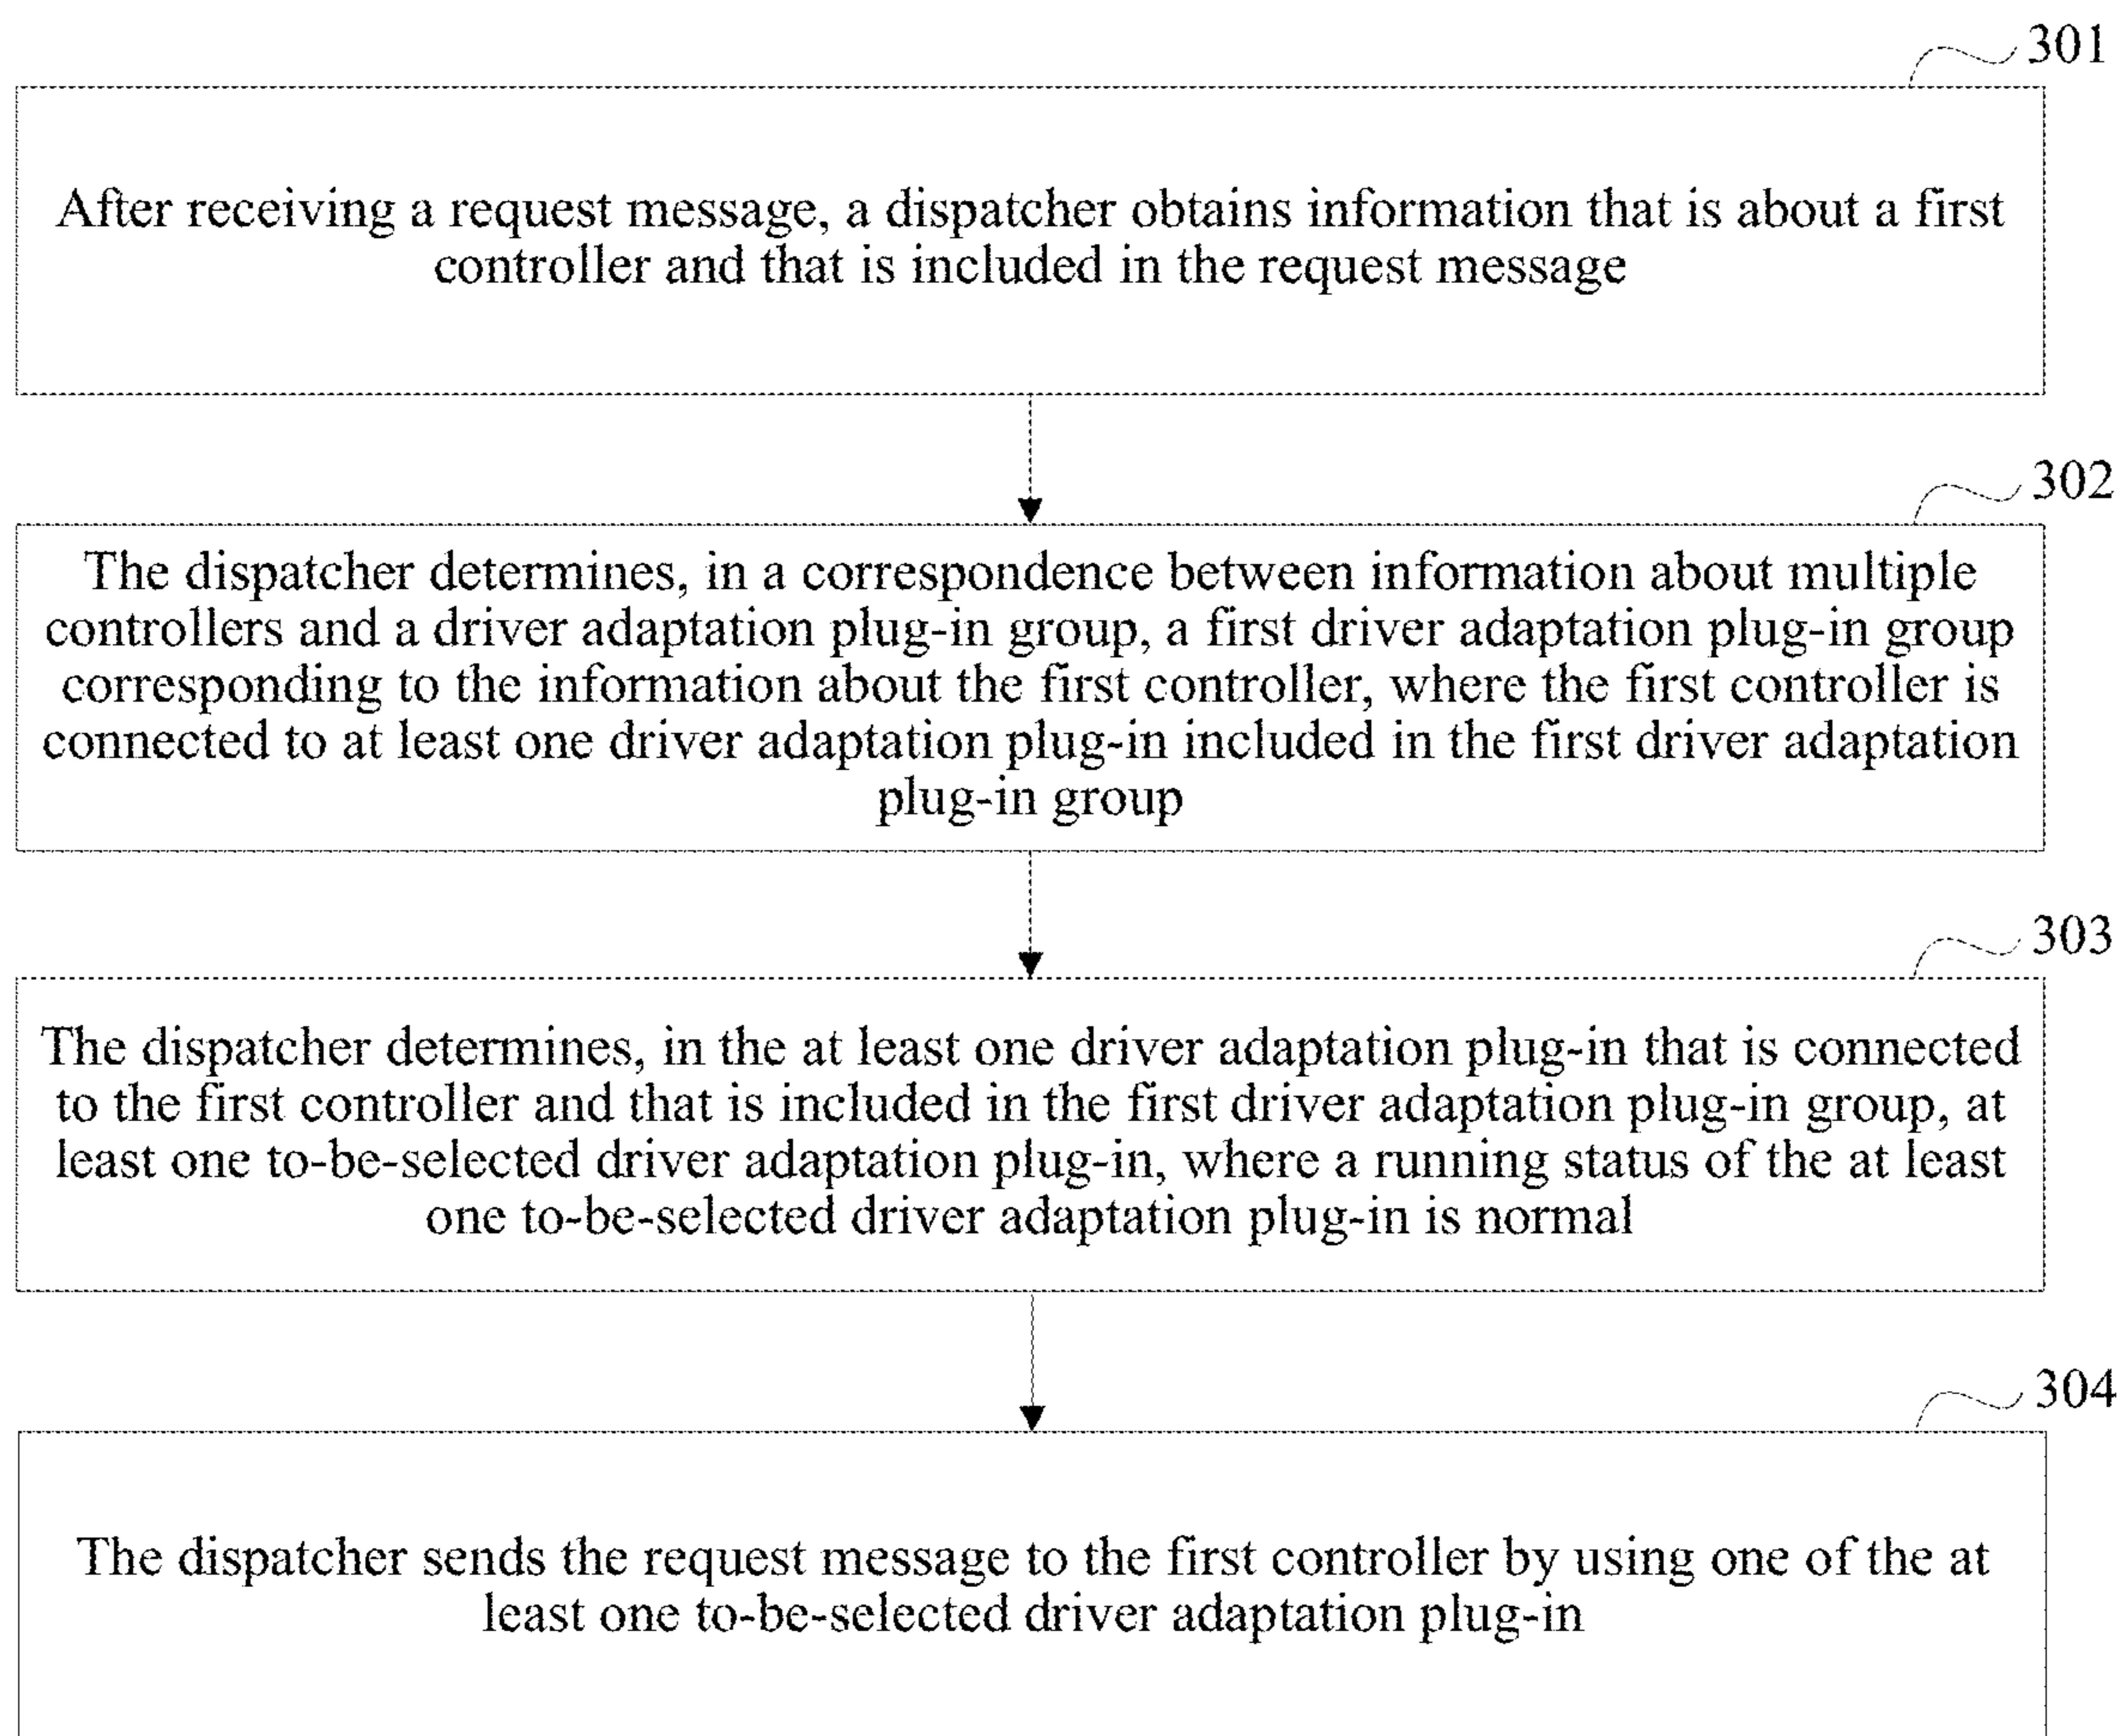 301
After receiving a request message, a dispatcher obtains information that is about a first
controller and that is included in the request message
302
The dispatcher determines, in a correspondence between information about multiple
controllers and a driver adaptation plug-in group, a first driver adaptation plug-in group
corresponding to the information about the first controller, where the first controller is
connected to at least one driver adaptation plug-in included in the first driver adaptation
plug-in group
303
The dispatcher determines, in the at least one driver adaptation plug-in that is connected
to the first controller and that is included in the first driver adaptation plug-in group, at
least one to-be-selected driver adaptation plug-in, where a running status of the at least
one to-be-selected driver adaptation plug-in is normal
304
The dispatcher sends the request message to the first controller by using one of the at
least one to-be-selected driver adaptation plug-in